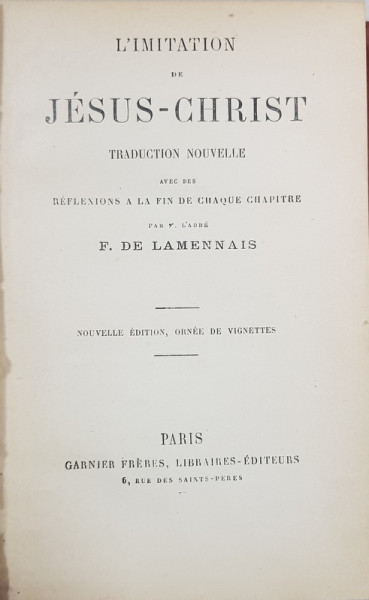 L'IMITATION
DE
JÉSUS-CHRIST
TRADUCTION NOUVELLE
AVEC DES
RÉFLEXIONS A LA FIN DE CHAQUE CHAPITRE
PAR L'ABBÉ
F. DE LAMENNAIS
NOUVELLE ÉDITION, ORNÉE DE VIGNETTES
PARIS
GARNIER FRÈRES, LIBRAIRES-ÉDITEURS
6, RUE DES SAINTS-PÈRES